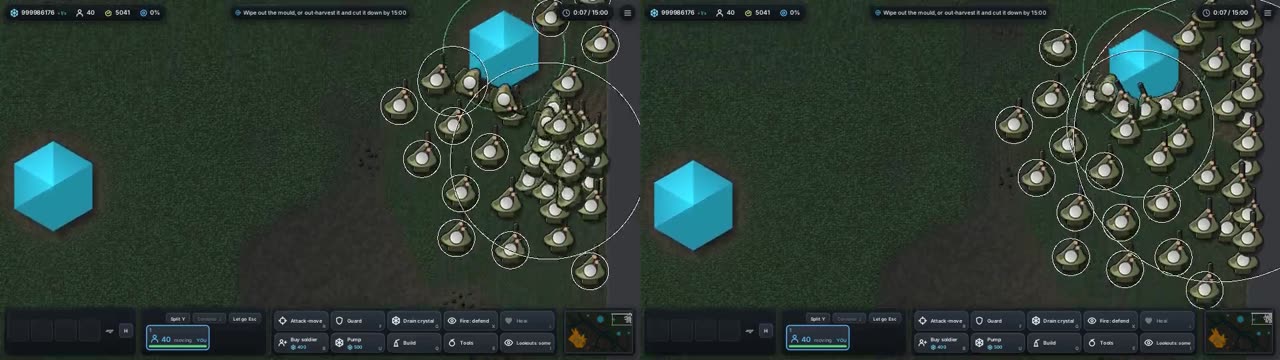 999986176
40
5041
0%
Wipe out the mould, or out-harvest it and cut it down by 15:00
0:07 / 15:00
H
Split Y
Let go Esc
1
40 moving YOU
Attack-move
Guard
Drain crystal
Fire: defend
Heal
Buy soldier
400
Pump
500
Build
Tools
Lookouts: some
999986176
40
5041
0%
Wipe out the mould, or out-harvest it and cut it down by 15:00
0:07 / 15:00
H
Split Y
Let go Esc
1
40 moving YOU
Attack-move
Guard
Drain crystal
Fire: defend
Heal
Buy soldier
400
Pump
500
Build
Tools
Lookouts: some